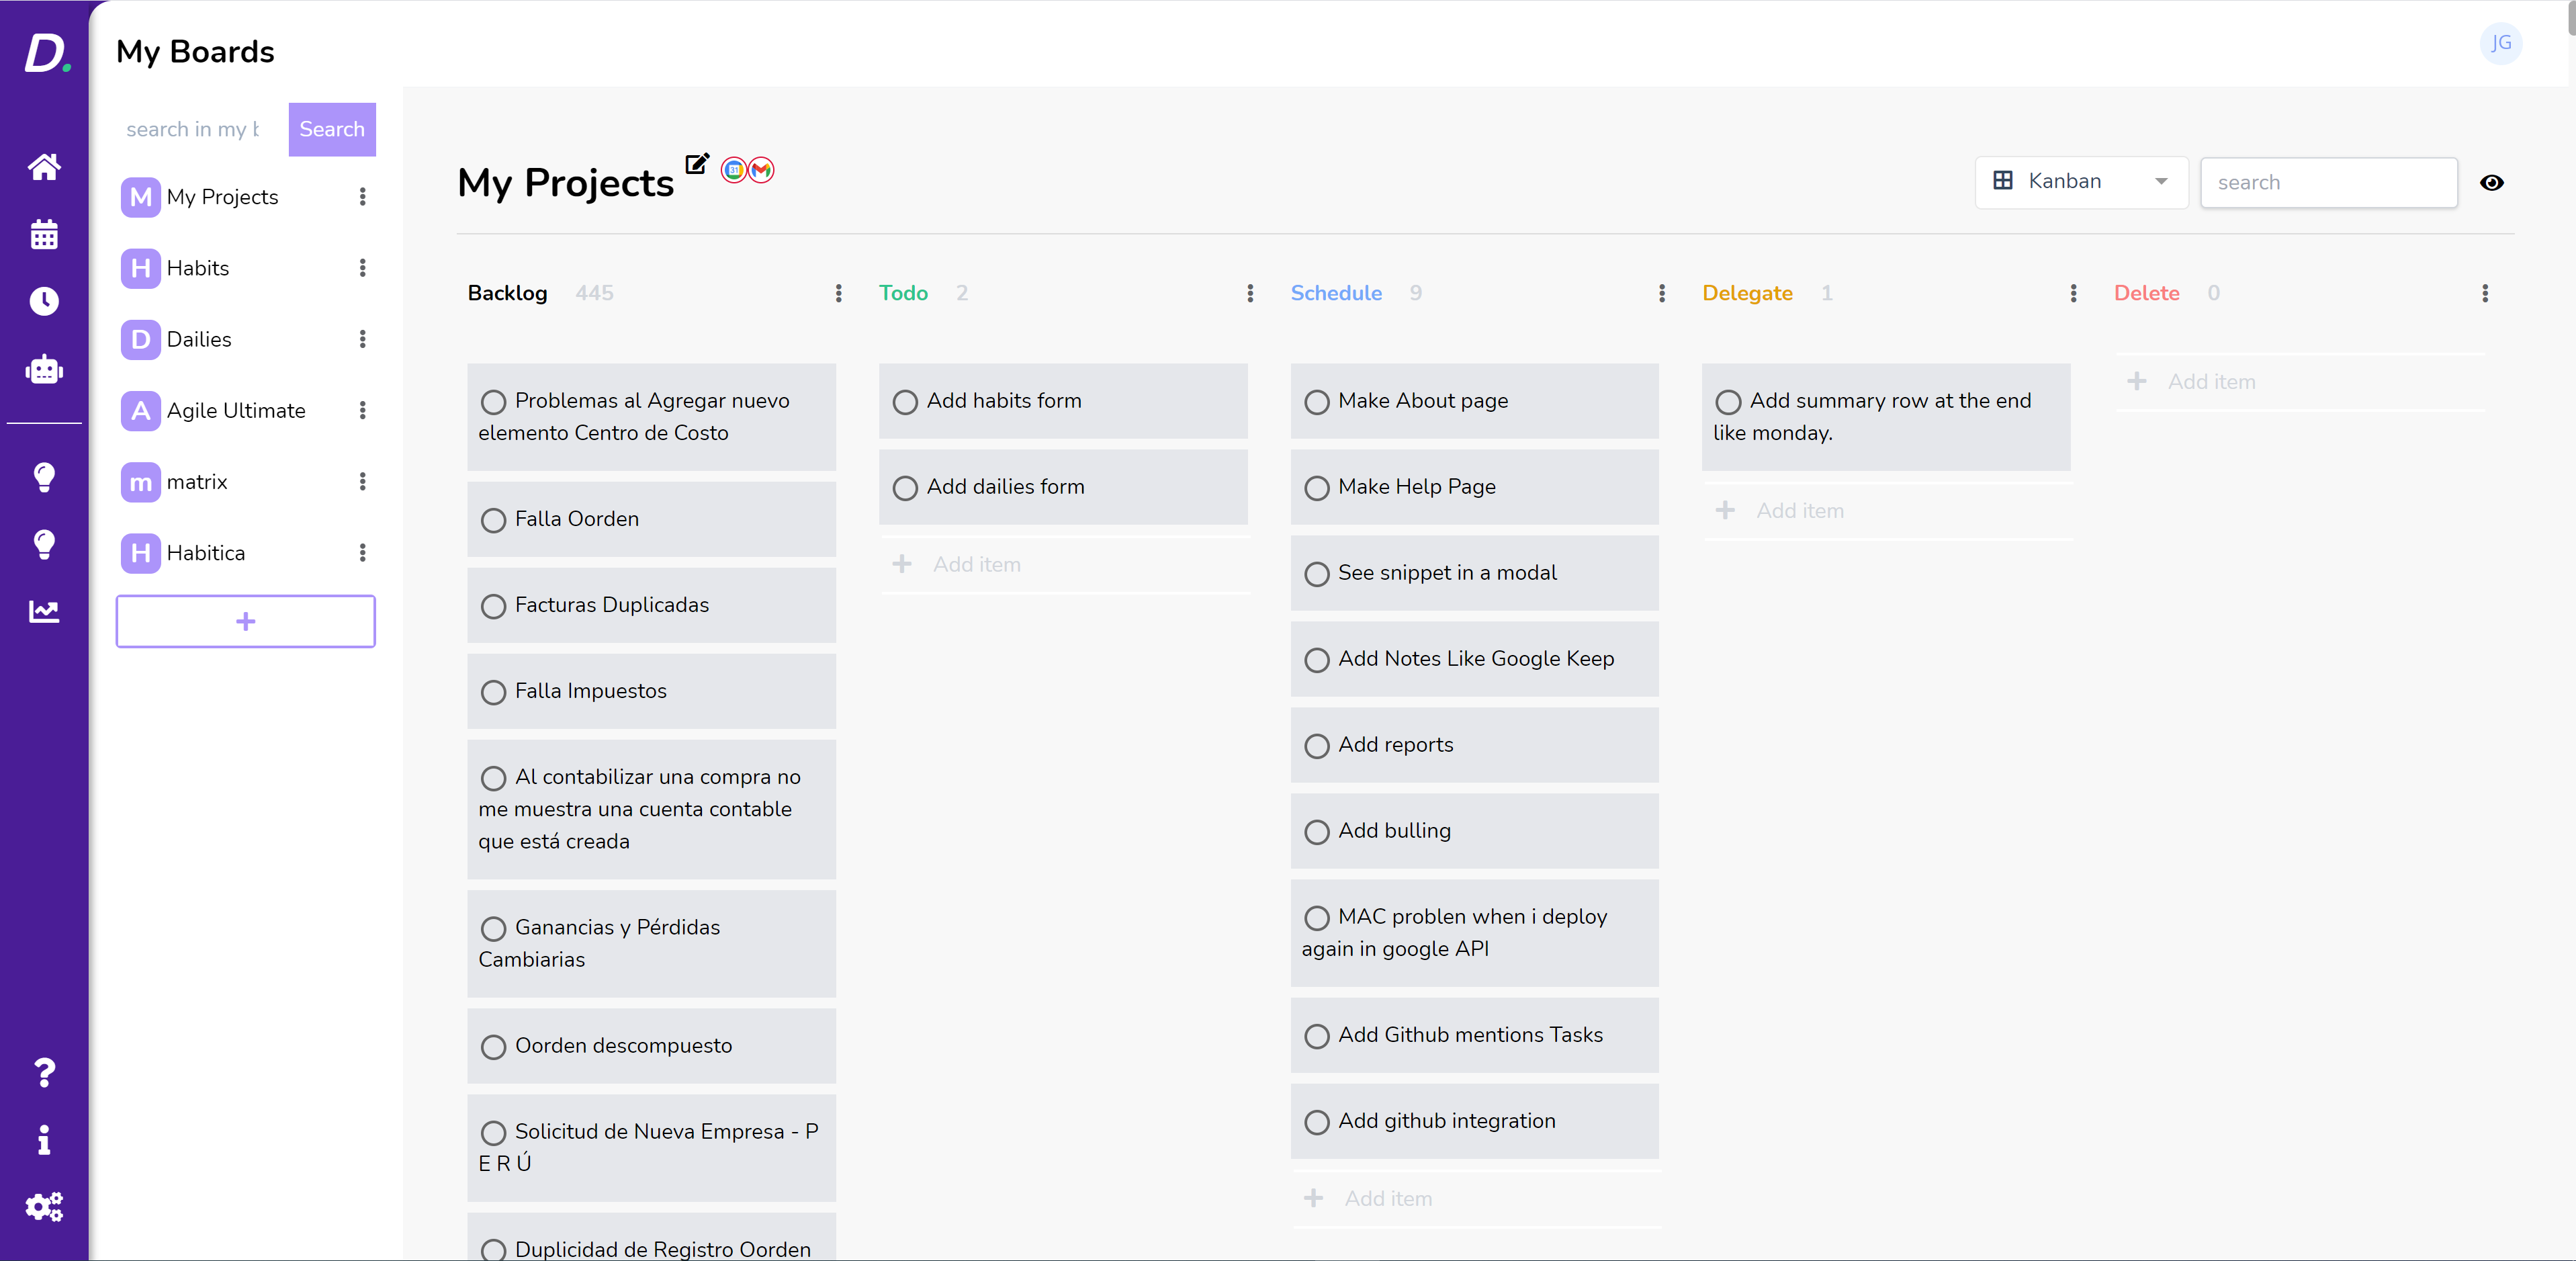 D.
My Boards
JG
search in my b
Search
M My Projects
H Habits
D Dailies
A Agile Ultimate
m matrix
H Habitica
+
My Projects
31
Kanban
search
Backlog 445
Problemas al Agregar nuevo
elemento Centro de Costo
Falla Oorden
Facturas Duplicadas
Falla Impuestos
Al contabilizar una compra no
me muestra una cuenta contable
que está creada
Ganancias y Pérdidas
Cambiarias
Oorden descompuesto
Solicitud de Nueva Empresa - P
E R Ú
Duplicidad de Registro Oorden
Todo 2
Add habits form
Add dailies form
+ Add item
Schedule 9
Make About page
Make Help Page
See snippet in a modal
Add Notes Like Google Keep
Add reports
Add bulling
MAC problen when i deploy
again in google API
Add Github mentions Tasks
Add github integration
+ Add item
Delegate 1
Add summary row at the end
like monday.
+ Add item
Delete 0
+ Add item